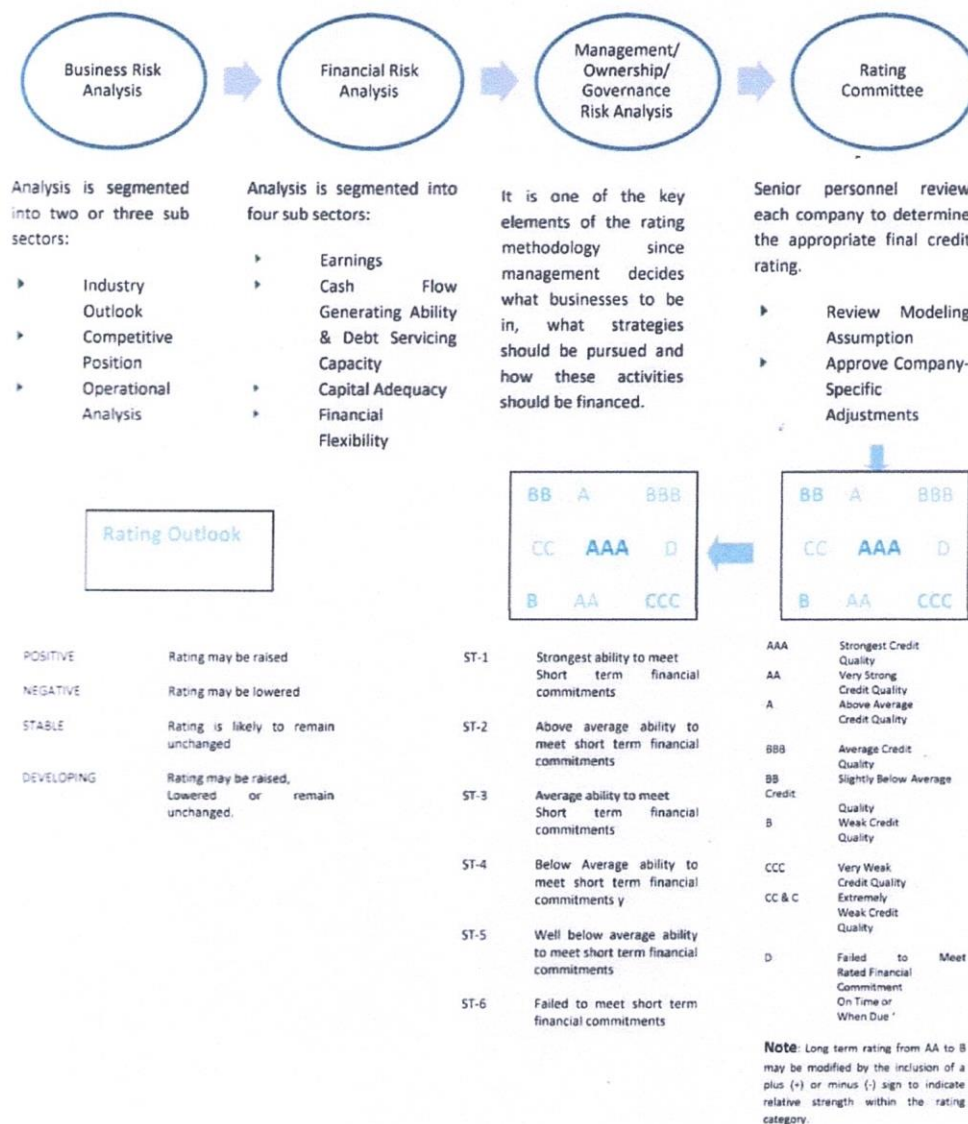 Business Risk
Analysis
Financial Risk
Analysis
Management/
Ownership/
Governance
Risk Analysis
Rating
Committee
Analysis is segmented
into two or three sub
sectors:
Industry
Outlook
Competitive
Position
Operational
Analysis
Analysis is segmented into
four sub sectors:
Earnings
Cash Flow
Generating Ability
& Debt Servicing
Capacity
Capital Adequacy
Financial
Flexibility
It is one of the key
elements of the rating
methodology since
management decides
what businesses to be
in, what strategies
should be pursued and
how these activities
should be financed.
Senior personnel review
each company to determine
the appropriate final credit
rating.
Review Modeling
Assumption
Approve Company-
Specific
Adjustments
Rating Outlook
BB A BBB
CC AAA D
B AA CCC
BB A BBB
CC AAA D
B AA CCC
POSITIVE Rating may be raised
NEGATIVE Rating may be lowered
STABLE Rating is likely to remain
unchanged
DEVELOPING Rating may be raised,
Lowered or remain
unchanged.
ST-1 Strongest ability to meet
Short term financial
commitments
ST-2 Above average ability to
meet short term financial
commitments
ST-3 Average ability to meet
Short term financial
commitments
ST-4 Below Average ability to
meet short term financial
commitments y
ST-5 Well below average ability
to meet short term financial
commitments
ST-6 Failed to meet short term
financial commitments
AAA Strongest Credit
Quality
AA Very Strong
Credit Quality
A Above Average
Credit Quality
BBB Average Credit
Quality
BB Slightly Below Average
Credit
Quality
B Weak Credit
Quality
CCC Very Weak
Credit Quality
CC & C Extremely
Weak Credit
Quality
D Failed to Meet
Rated Financial
Commitment
On Time or
When Due '
Note: Long term rating from AA to B
may be modified by the inclusion of a
plus (+) or minus (-) sign to indicate
relative strength within the rating
category.